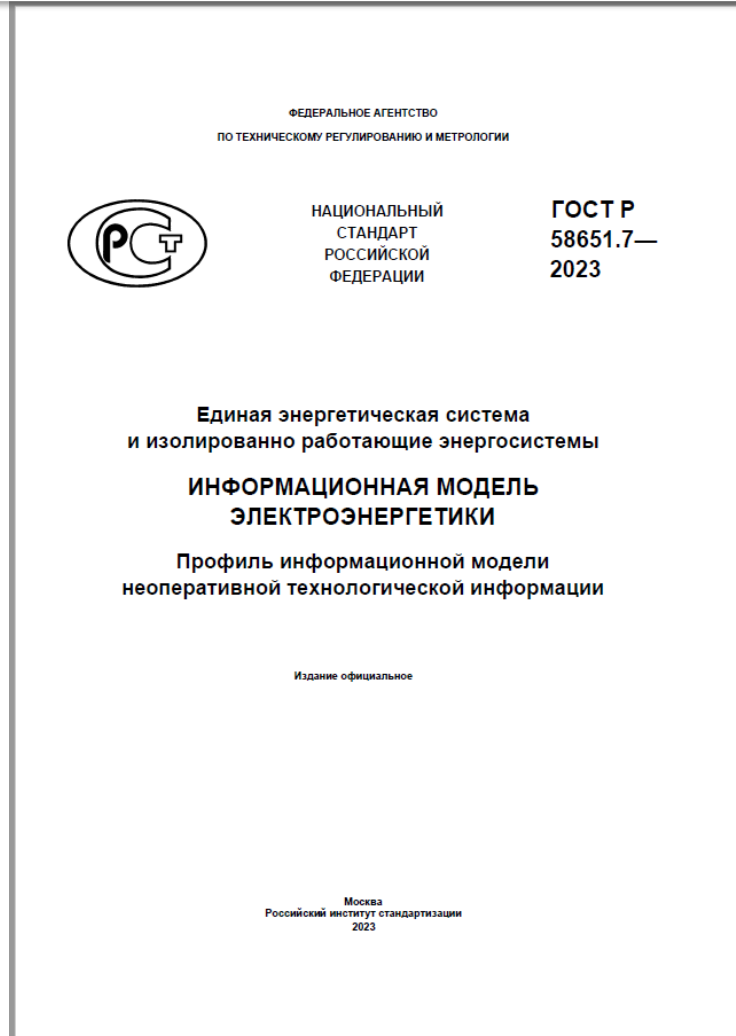 ФЕДЕРАЛЬНОЕ АГЕНТСТВО
ПО ТЕХНИЧЕСКОМУ РЕГУЛИРОВАНИЮ И МЕТРОЛОГИИ
РСТ
НАЦИОНАЛЬНЫЙ
СТАНДАРТ
РОССИЙСКОЙ
ФЕДЕРАЦИИ
ГОСТ Р
58651.7—
2023
Единая энергетическая система
и изолированно работающие энергосистемы
ИНФОРМАЦИОННАЯ МОДЕЛЬ
ЭЛЕКТРОЭНЕРГЕТИКИ
Профиль информационной модели
неоперативной технологической информации
Издание официальное
Москва
Российский институт стандартизации
2023